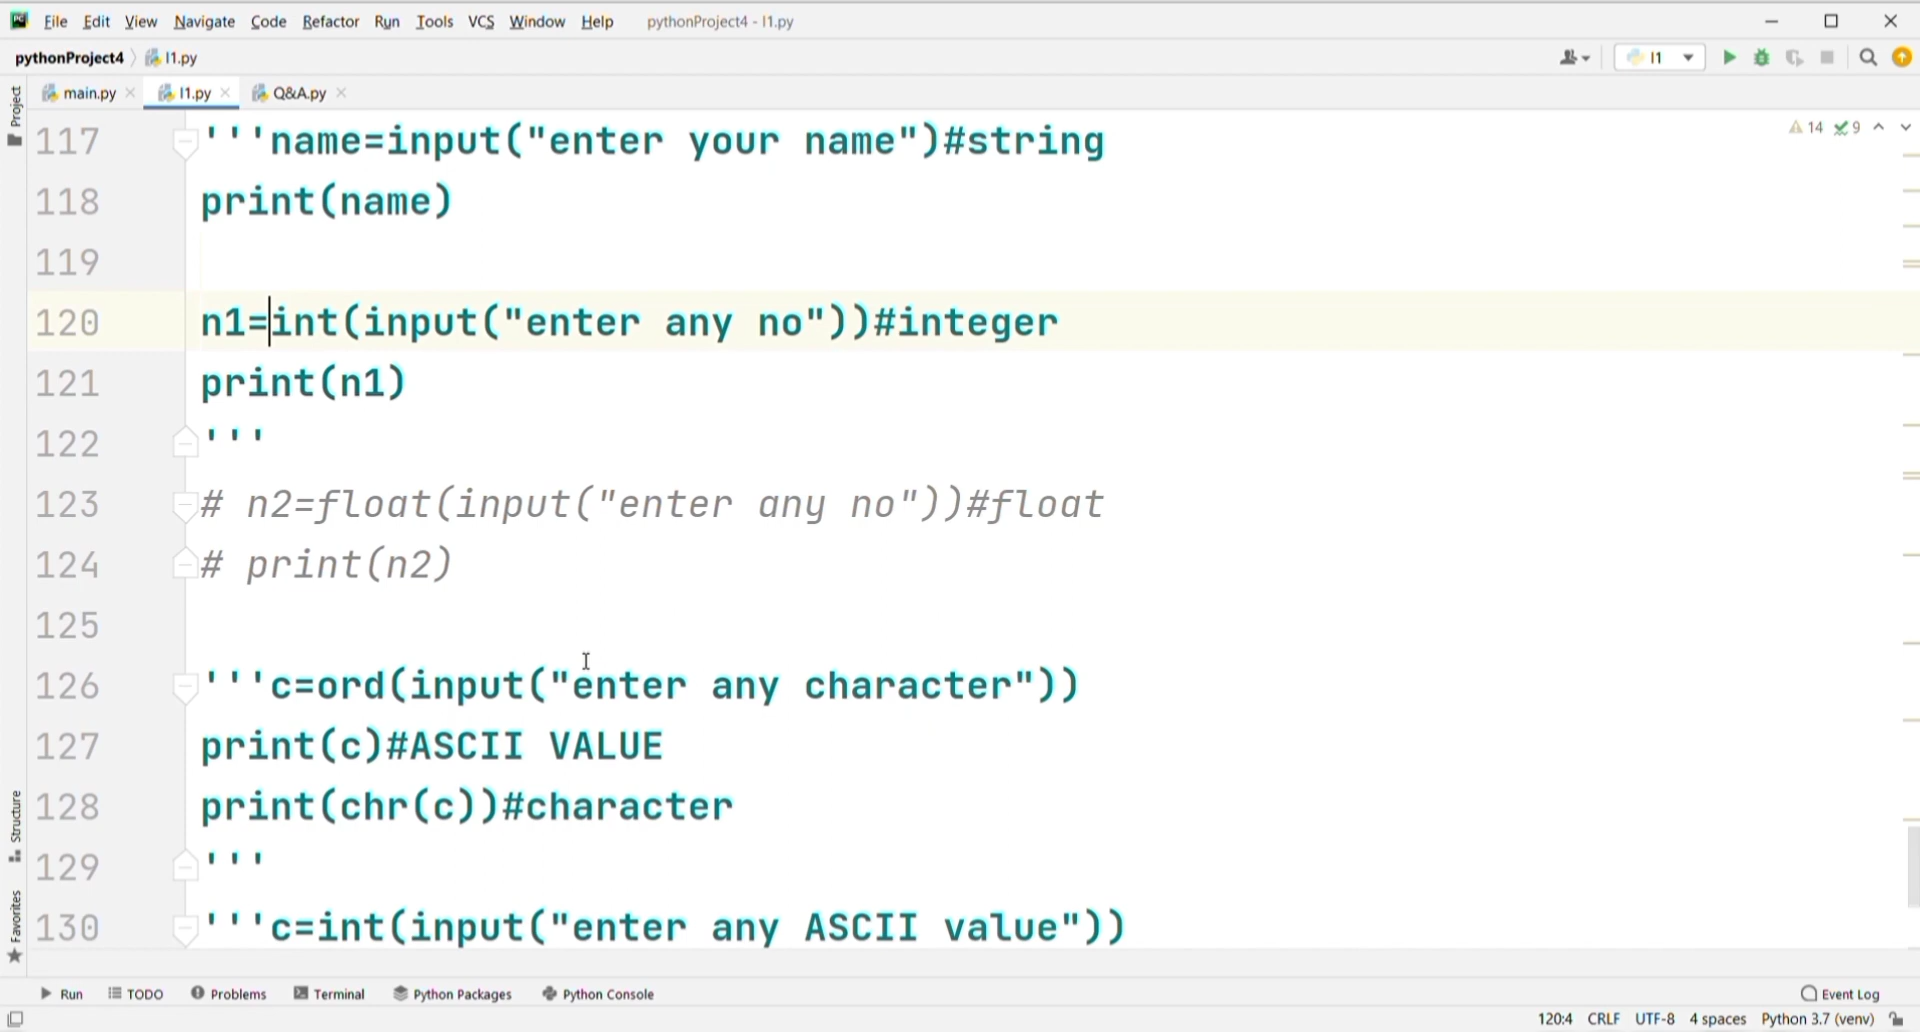 File Edit View Navigate Code Refactor Run Tools VCS Window Help pythonProject4 - l1.py
pythonProject4 l1.py l1
main.py l1.py Q&A.py
Project
14 9
117 '''name=input("enter your name")#string
118 print(name)
119
120 n1=int(input("enter any no"))#integer
121 print(n1)
122 '''
123 # n2=float(input("enter any no"))#float
124 # print(n2)
125
126 '''c=ord(input("enter any character"))
127 print(c)#ASCII VALUE
128 print(chr(c))#character
129 '''
130 '''c=int(input("enter any ASCII value"))
Structure
Favorites
Run TODO Problems Terminal Python Packages Python Console Event Log
120:4 CRLF UTF-8 4 spaces Python 3.7 (venv)